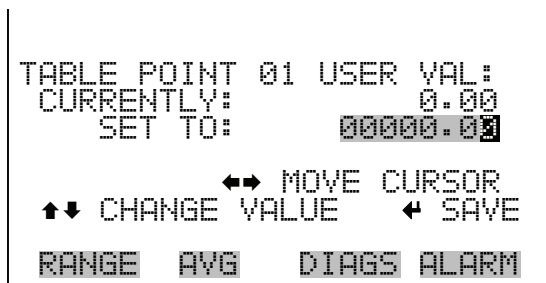 TABLE POINT 01 USER VAL:
CURRENTLY: 0.00
SET TO: 00000.00
⬅➡ MOVE CURSOR
⬆⬇ CHANGE VALUE ↵ SAVE
RANGE AVG DIAGS ALARM